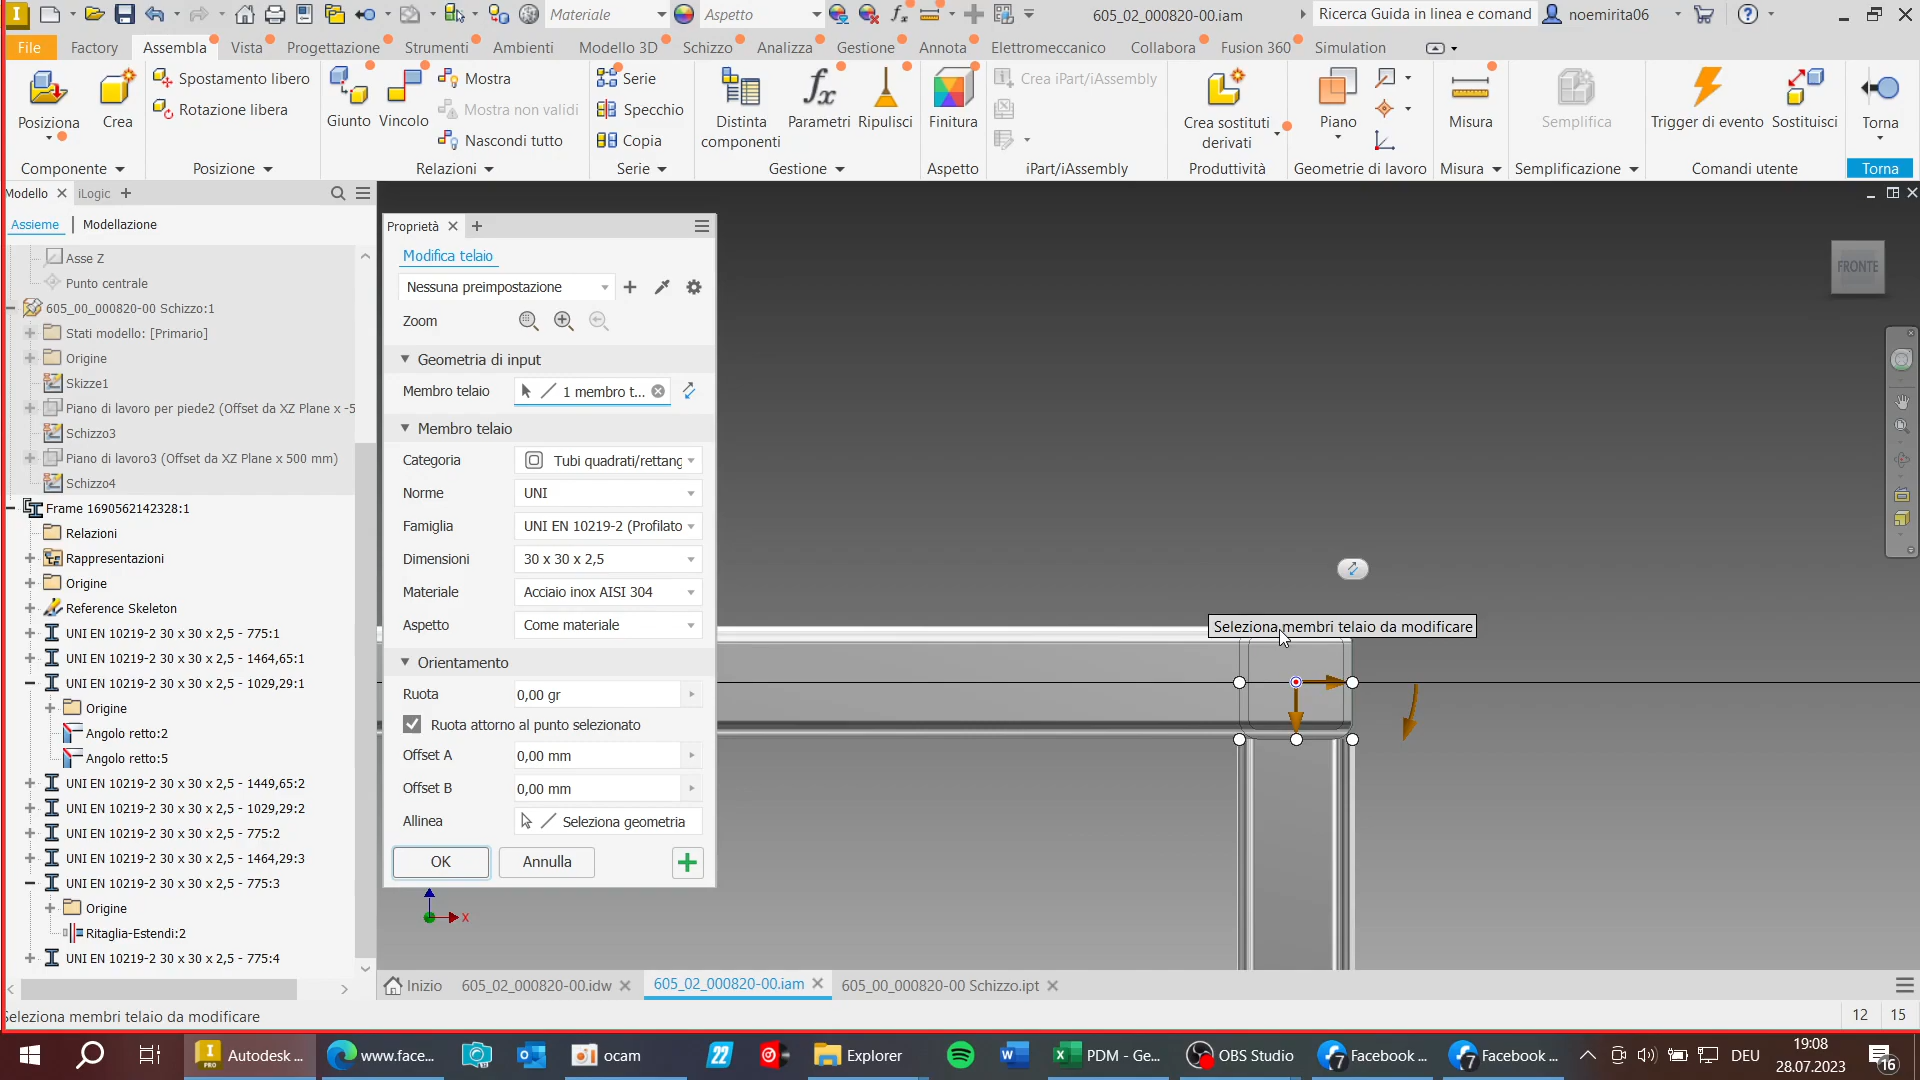 Materiale
Aspetto
605_02_000820-00.iam
Ricerca Guida in linea e comand
noemirita06
File
Factory
Assembla
Vista
Progettazione
Strumenti
Ambienti
Modello 3D
Schizzo
Analizza
Gestione
Annota
Elettromeccanico
Collabora
Fusion 360
Simulation
Posiziona
Crea
Spostamento libero
Rotazione libera
Giunto
Vincolo
Mostra
Mostra non validi
Nascondi tutto
Serie
Specchio
Copia
Distinta
componenti
Parametri
Ripulisci
Finitura
Crea iPart/iAssembly
Crea sostituti
derivati
Piano
Misura
Semplifica
Trigger di evento
Sostituisci
Torna
Componente
Posizione
Relazioni
Serie
Gestione
Aspetto
iPart/iAssembly
Produttività
Geometrie di lavoro
Misura
Semplificazione
Comandi utente
Torna
Modello
iLogic
Assieme
Modellazione
Asse Z
Punto centrale
605_00_000820-00 Schizzo:1
Stati modello: [Primario]
Origine
Skizze1
Piano di lavoro per piede2 (Offset da XZ Plane x -5
Schizzo3
Piano di lavoro3 (Offset da XZ Plane x 500 mm)
Schizzo4
Frame 1690562142328:1
Relazioni
Rappresentazioni
Origine
Reference Skeleton
UNI EN 10219-2 30 x 30 x 2,5 - 775:1
UNI EN 10219-2 30 x 30 x 2,5 - 1464,65:1
UNI EN 10219-2 30 x 30 x 2,5 - 1029,29:1
Origine
Angolo retto:2
Angolo retto:5
UNI EN 10219-2 30 x 30 x 2,5 - 1449,65:2
UNI EN 10219-2 30 x 30 x 2,5 - 1029,29:2
UNI EN 10219-2 30 x 30 x 2,5 - 775:2
UNI EN 10219-2 30 x 30 x 2,5 - 1464,29:3
UNI EN 10219-2 30 x 30 x 2,5 - 775:3
Origine
Ritaglia-Estendi:2
UNI EN 10219-2 30 x 30 x 2,5 - 775:4
Proprietà
Modifica telaio
Nessuna preimpostazione
Zoom
Geometria di input
Membro telaio
1 membro t...
Membro telaio
Categoria
Tubi quadrati/rettang
Norme
UNI
Famiglia
UNI EN 10219-2 (Profilato
Dimensioni
30 x 30 x 2,5
Materiale
Acciaio inox AISI 304
Aspetto
Come materiale
Orientamento
Ruota
0,00 gr
Ruota attorno al punto selezionato
Offset A
0,00 mm
Offset B
0,00 mm
Allinea
Seleziona geometria
OK
Annulla
X
FRONTE
Seleziona membri telaio da modificare
Inizio
605_02_000820-00.idw
605_02_000820-00.iam
605_00_000820-00 Schizzo.ipt
Seleziona membri telaio da modificare
12
15
Autodesk ...
www.face...
ocam
22
Explorer
PDM - Ge...
OBS Studio
Facebook ...
Facebook ...
DEU
19:08
28.07.2023
16